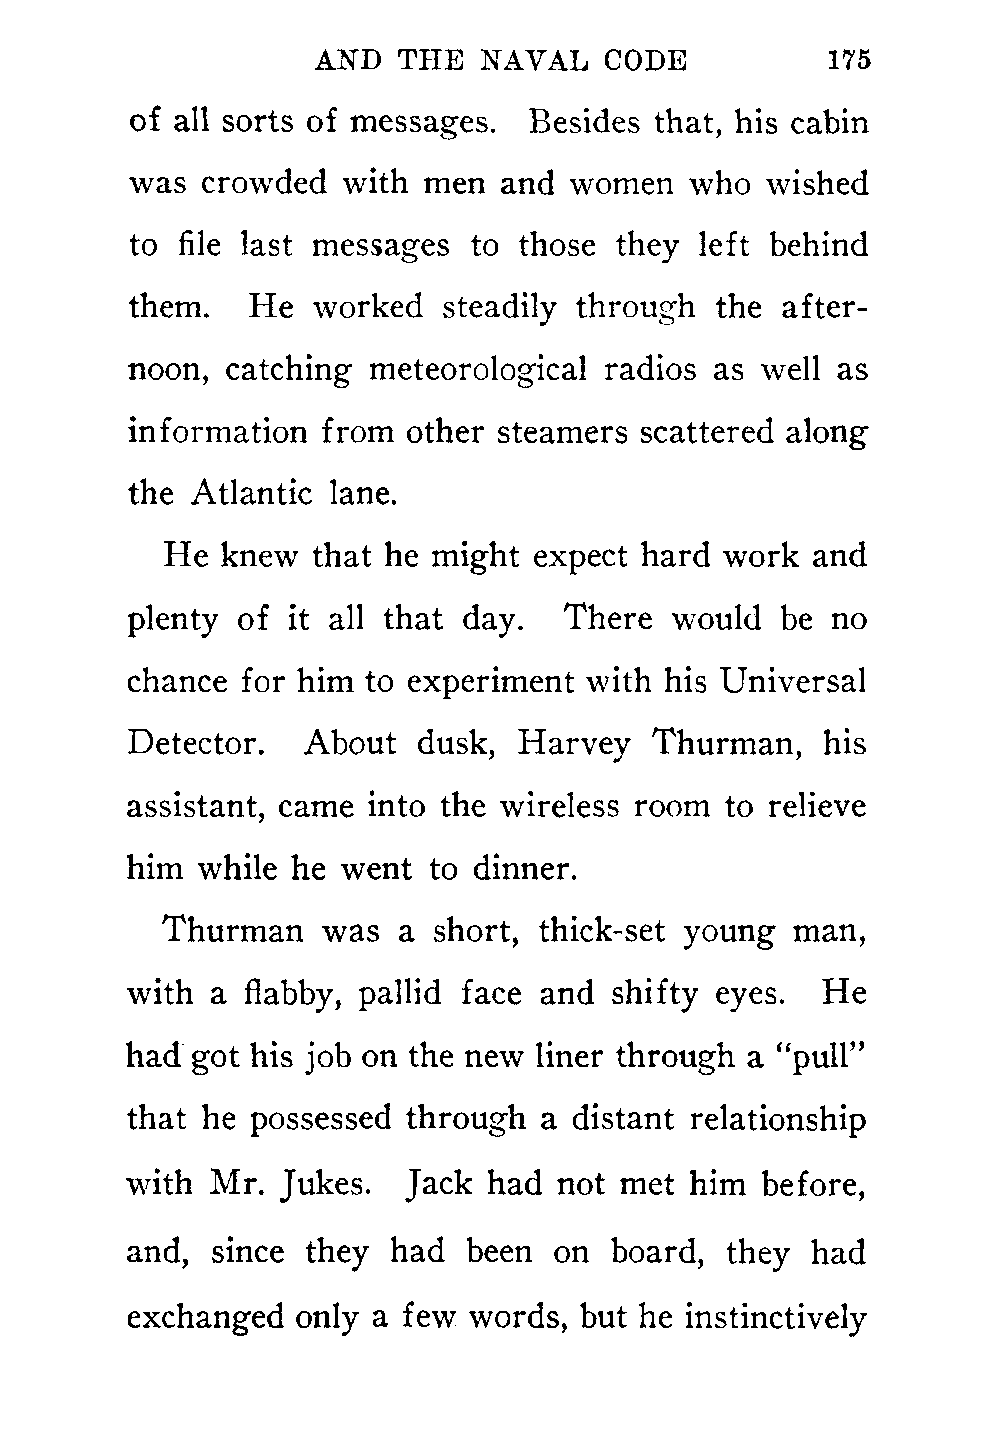 AND THE NAVAL CODE 175
of all sorts of messages. Besides that, his cabin
was crowded with men and women who wished
to file last messages to those they left behind
them. He worked steadily through the after-
noon, catching meteorological radios as well as
information from other steamers scattered along
the Atlantic lane.
He knew that he might expect hard work and
plenty of it all that day. There would be no
chance for him to experiment with his Universal
Detector. About dusk, Harvey Thurman, his
assistant, came into the wireless room to relieve
him while he went to dinner.
Thurman was a short, thick-set young man,
with a flabby, pallid face and shifty eyes. He
had got his job on the new liner through a “pull”
that he possessed through a distant relationship
with Mr. Jukes. Jack had not met him before,
and, since they had been on board, they had
exchanged only a few words, but he instinctively